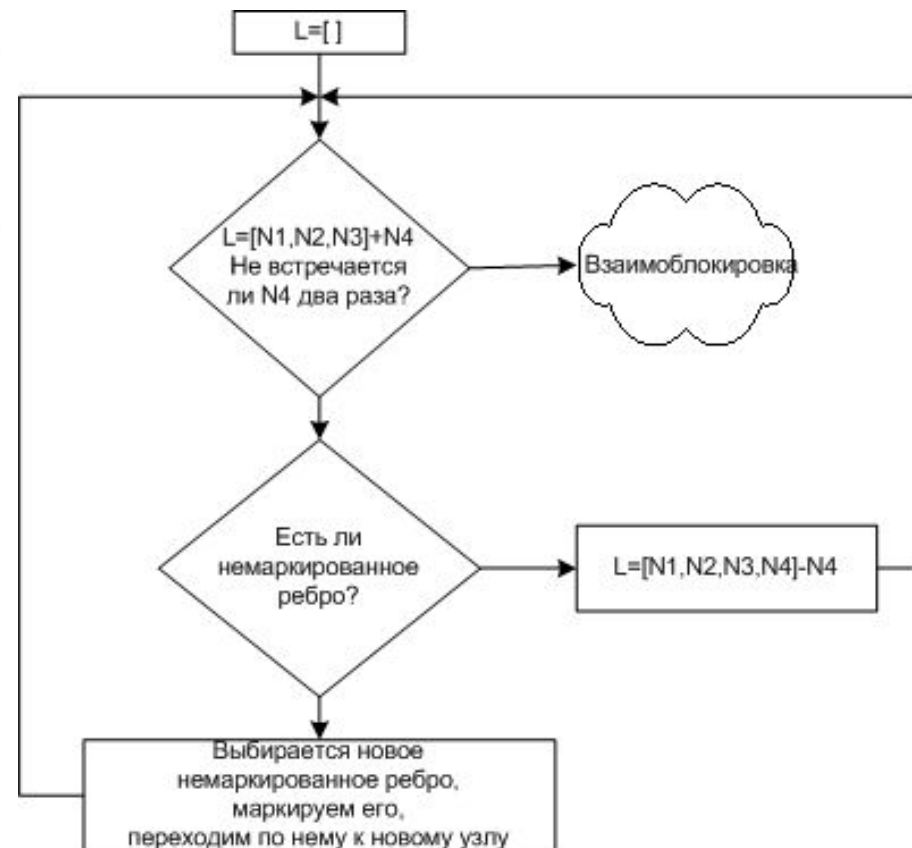 L=[ ]
L=[N1,N2,N3]+N4
Не встречается
ли N4 два раза?
Взаимоблокировка
Есть ли
немаркированное
ребро?
L=[N1,N2,N3,N4]-N4
Выбирается новое
немаркированное ребро,
маркируем его,
переходим по нему к новому узлу